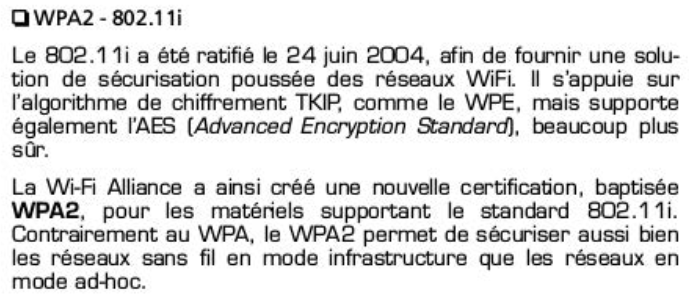 ❑ WPA2 - 802.11i
Le 802.11i a été ratifié le 24 juin 2004, afin de fournir une solu-
tion de sécurisation poussée des réseaux WiFi. Il s'appuie sur
l'algorithme de chiffrement TKIP, comme le WPE, mais supporte
également l'AES (Advanced Encryption Standard), beaucoup plus
sûr.
La Wi-Fi Alliance a ainsi créé une nouvelle certification, baptisée
WPA2, pour les matériels supportant le standard 802.11i.
Contrairement au WPA, le WPA2 permet de sécuriser aussi bien
les réseaux sans fil en mode infrastructure que les réseaux en
mode ad-hoc.